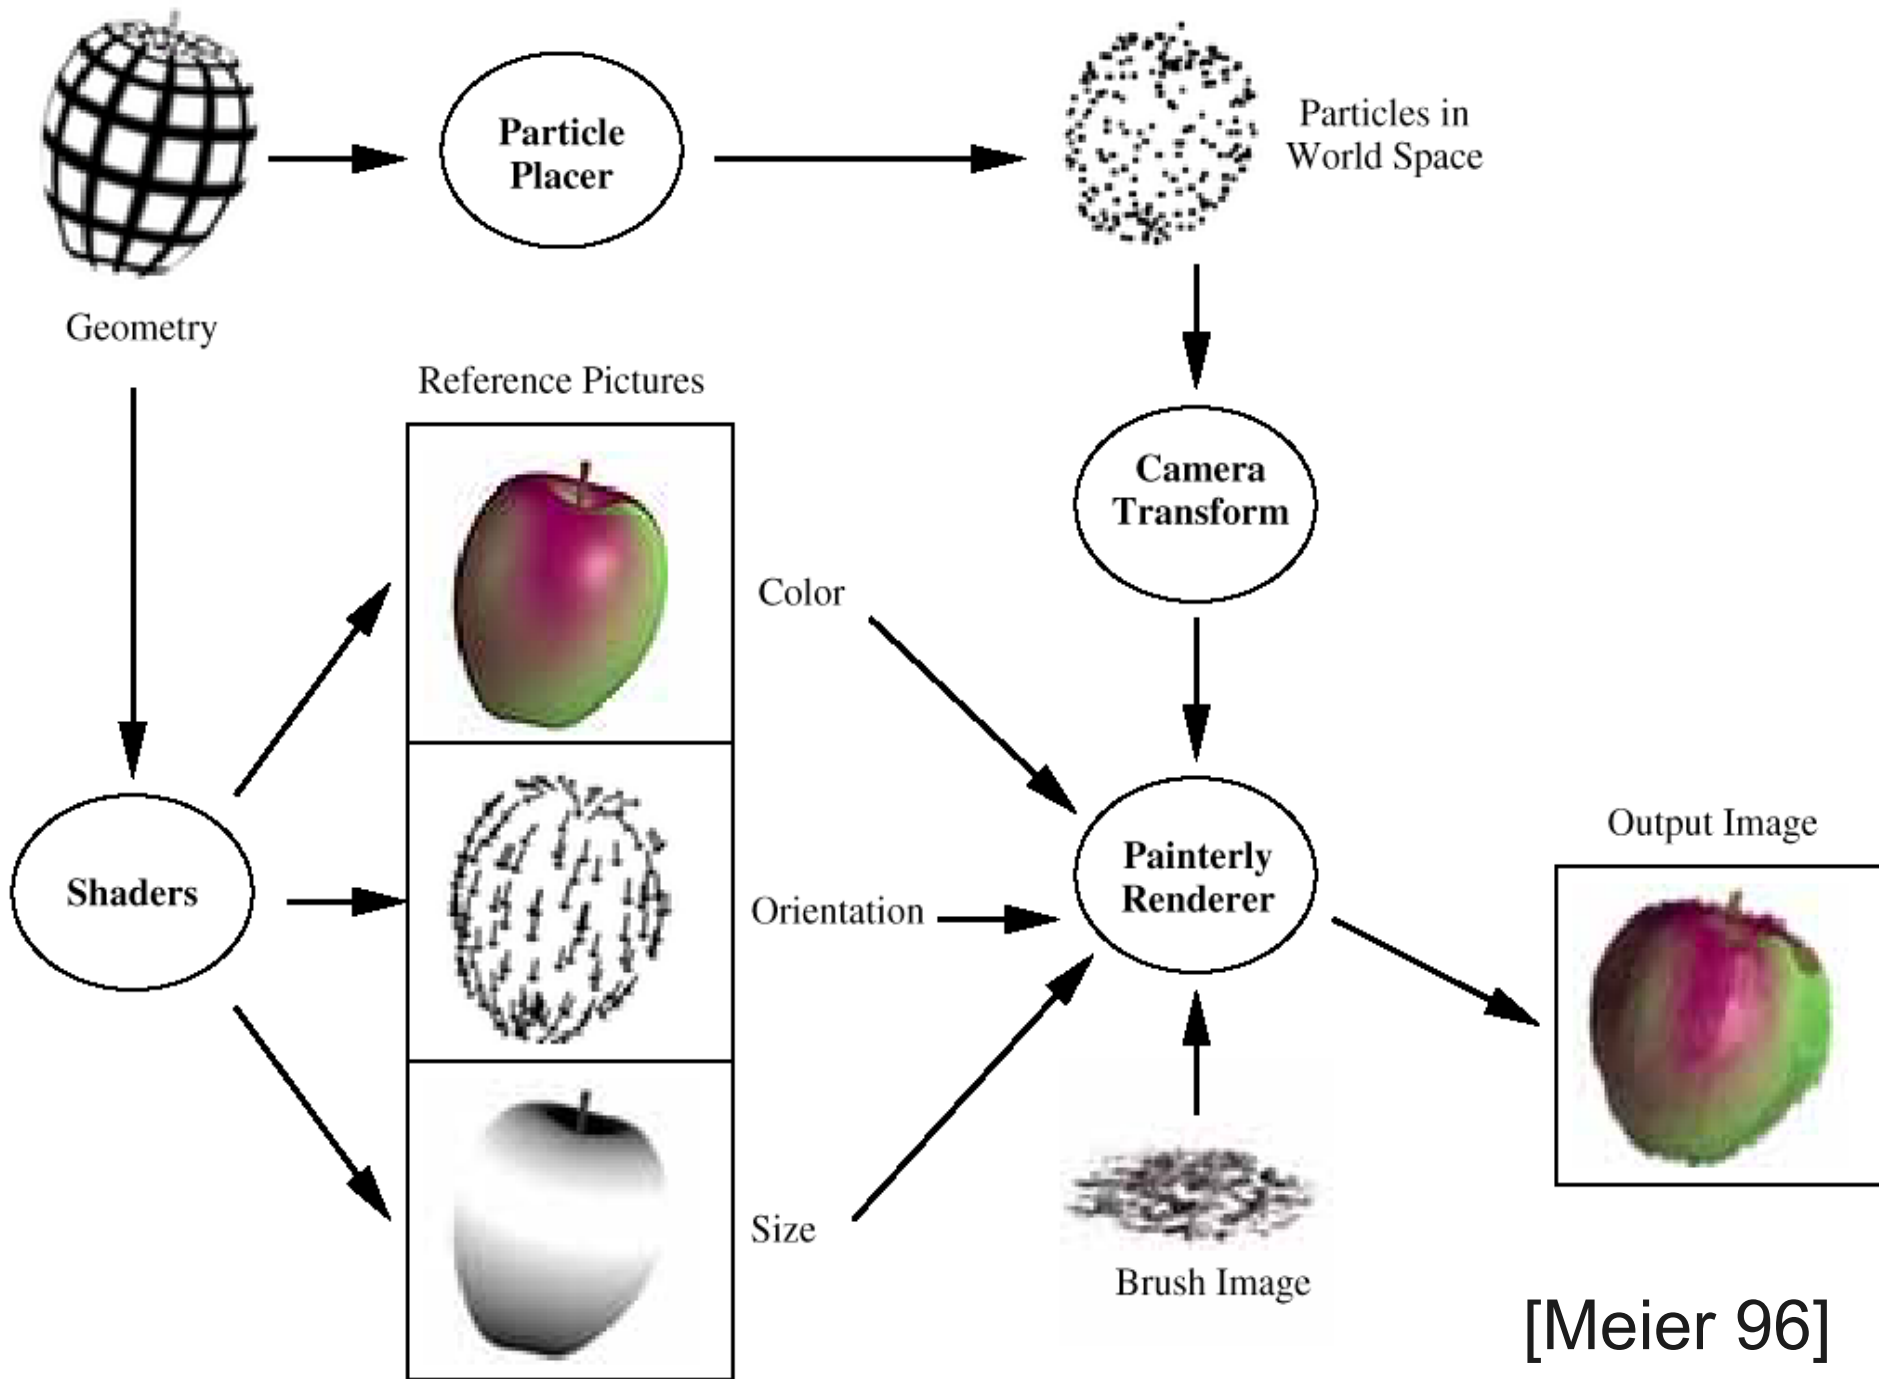 Particle
Placer
Particles in
World Space
Geometry
Reference Pictures
Camera
Transform
Color
Shaders
Orientation
Painterly
Renderer
Output Image
Size
Brush Image
[Meier 96]